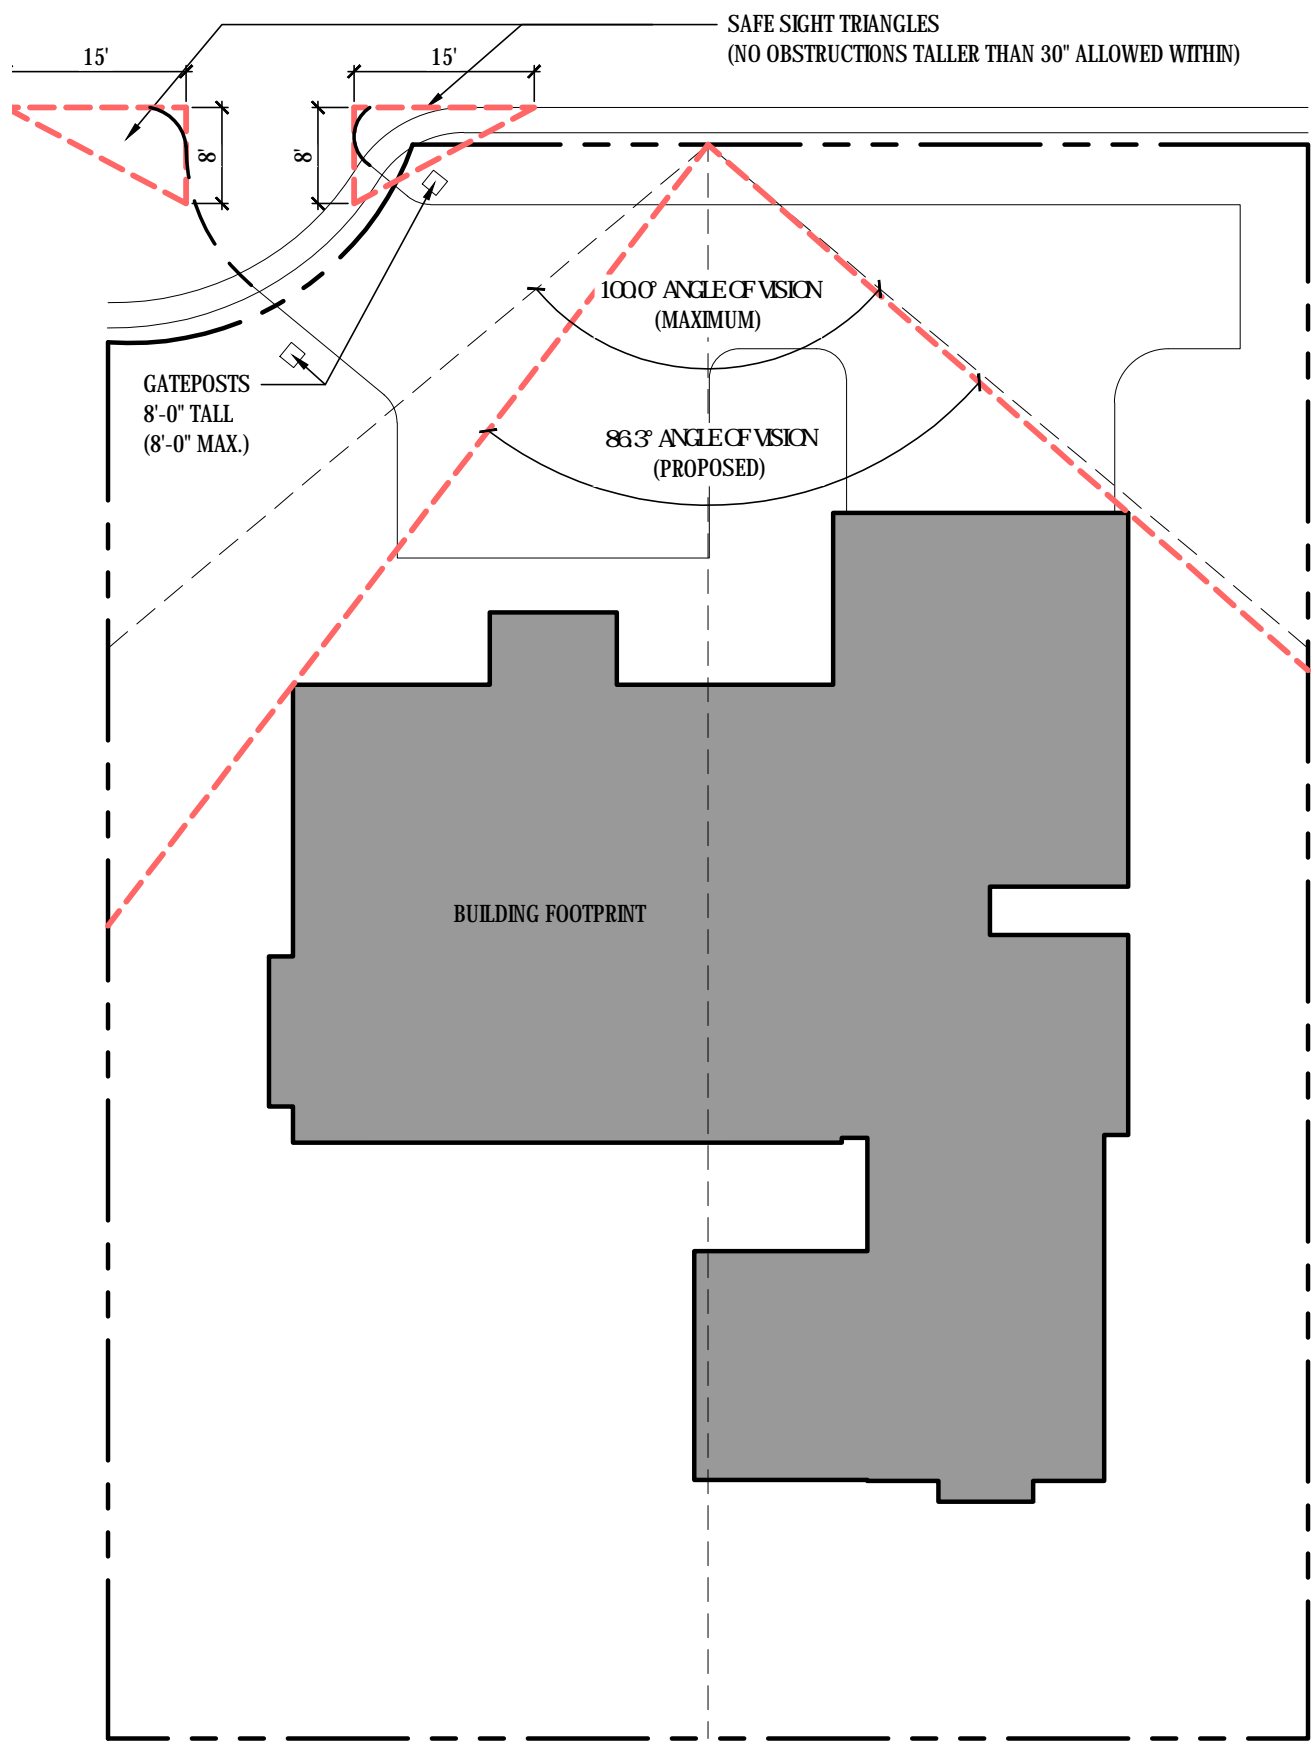 SAFE SIGHT TRIANGLES
(NO OBSTRUCTIONS TALLER THAN 30" ALLOWED WITHIN)
15'
15'
8'
8'
100.0° ANGLE OF VISION
(MAXIMUM)
GATEPOSTS
8'-0" TALL
(8'-0" MAX.)
86.3° ANGLE OF VISION
(PROPOSED)
BUILDING FOOTPRINT